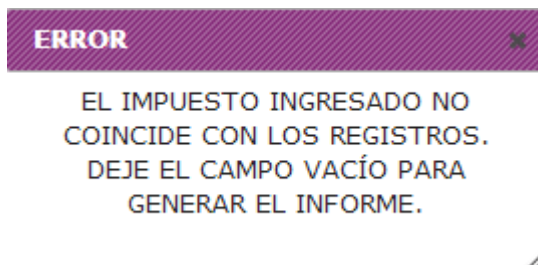 ERROR
EL IMPUESTO INGRESADO NO
COINCIDE CON LOS REGISTROS.
DEJE EL CAMPO VACÍO PARA
GENERAR EL INFORME.